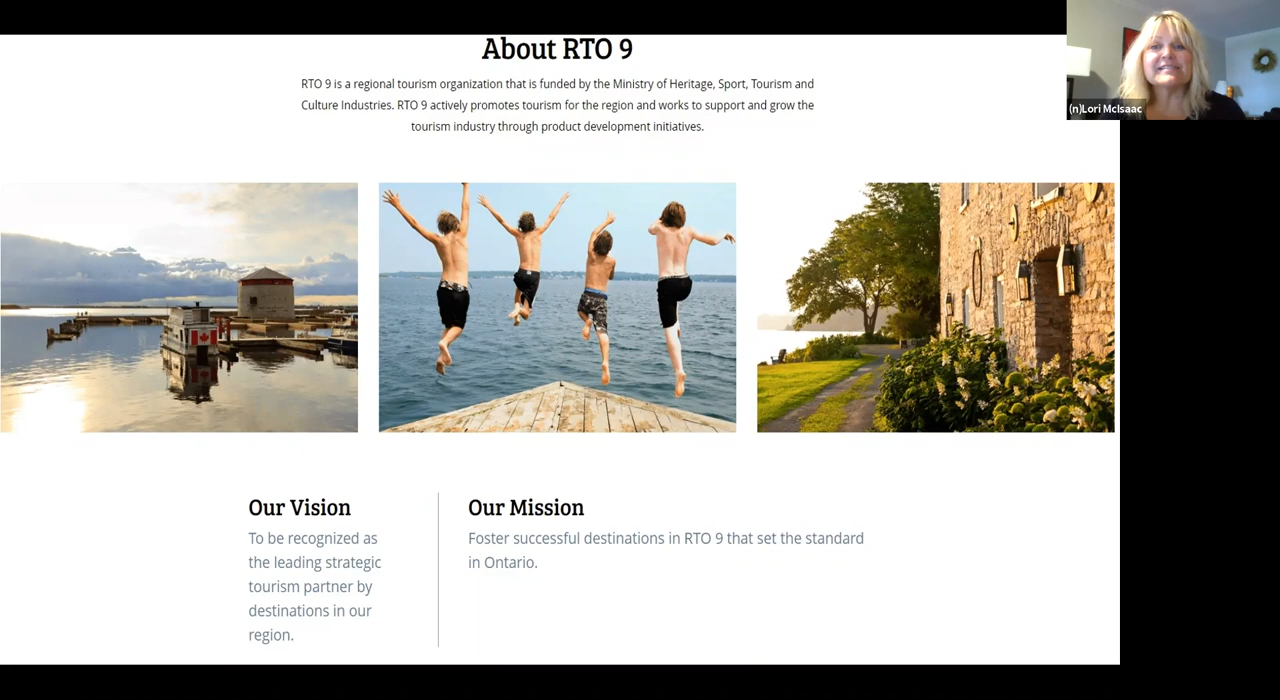 About RTO 9
RTO 9 is a regional tourism organization that is funded by the Ministry of Heritage, Sport, Tourism and
Culture Industries. RTO 9 actively promotes tourism for the region and works to support and grow the
tourism industry through product development initiatives.
(n)Lori McIsaac
Our Vision
To be recognized as
the leading strategic
tourism partner by
destinations in our
region.
Our Mission
Foster successful destinations in RTO 9 that set the standard
in Ontario.